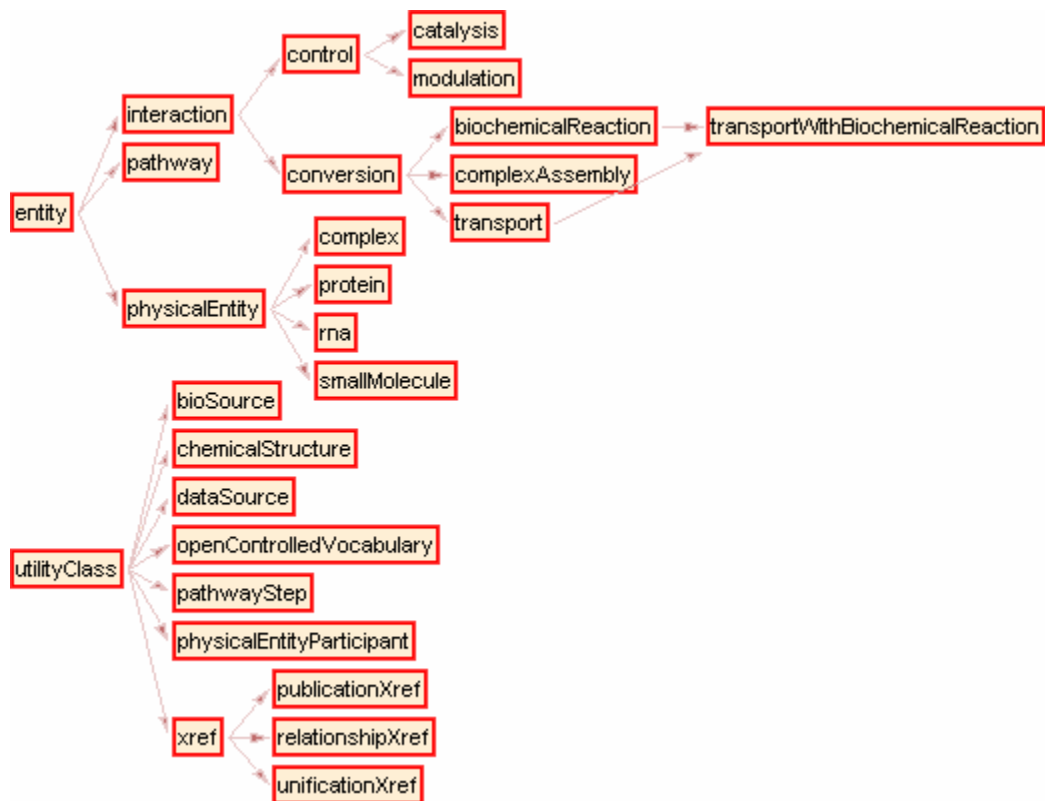 catalysis
control
modulation
interaction
biochemicalReaction
transportWithBiochemicalReaction
pathway
conversion
complexAssembly
entity
transport
complex
protein
physicalEntity
rna
smallMolecule
bioSource
chemicalStructure
dataSource
openControlledVocabulary
utilityClass
pathwayStep
physicalEntityParticipant
publicationXref
xref
relationshipXref
unificationXref